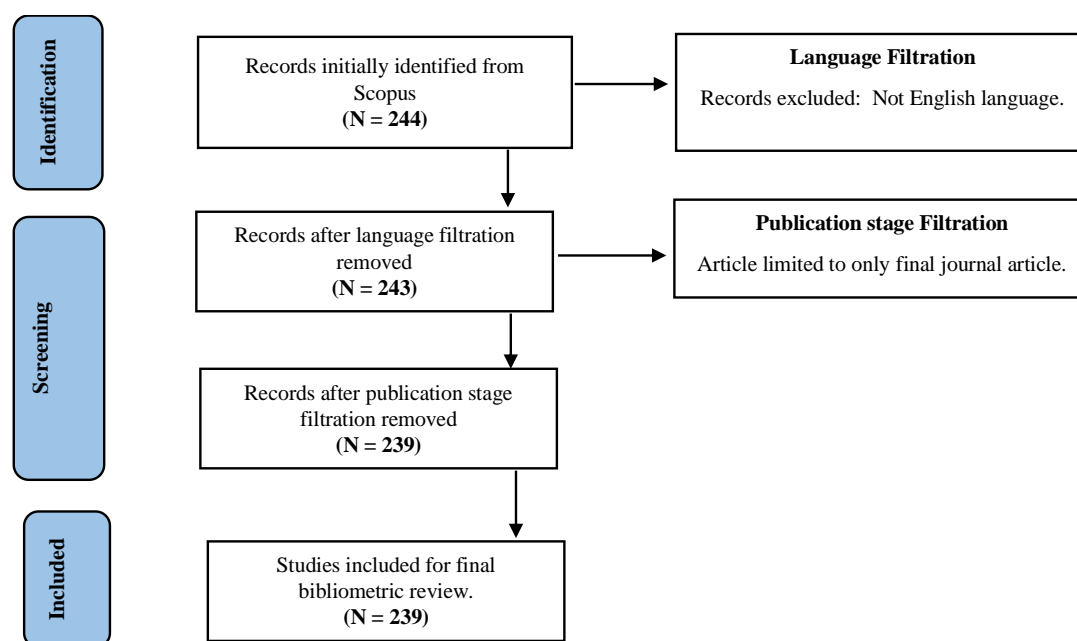 Identification
Records initially identified from
Scopus
(N = 244)
Language Filtration
Records excluded: Not English language.
Screening
Records after language filtration
removed
(N = 243)
Publication stage Filtration
Article limited to only final journal article.
Records after publication stage
filtration removed
(N = 239)
Included
Studies included for final
bibliometric review.
(N = 239)